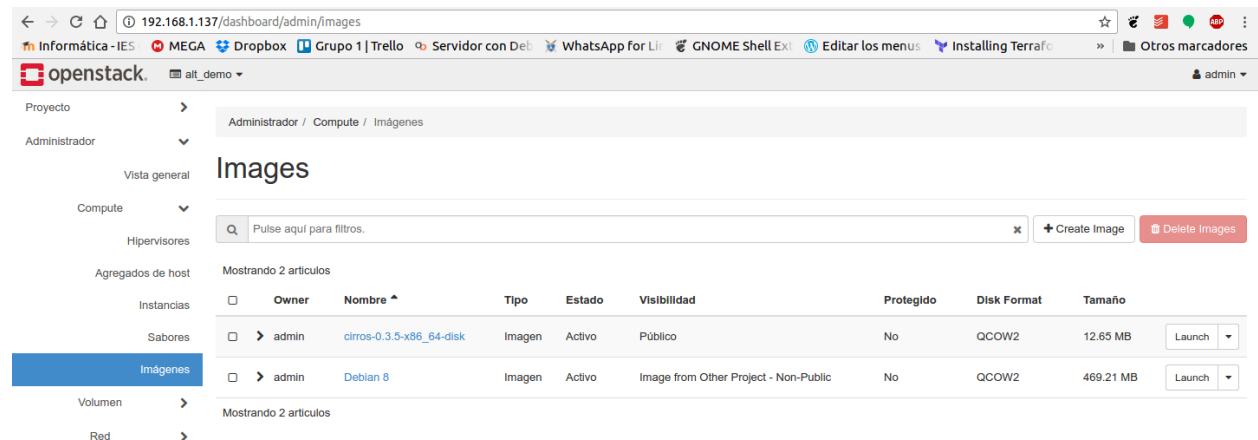 192.168.1.137/dashboard/admin/images
Informática - IES MEGA Dropbox Grupo 1 | Trello Servidor con Deb WhatsApp for Lin GNOME Shell Ext Editar los menus Installing Terrafo » Otros marcadores
openstack. alt_demo admin
Proyecto
Administrador / Compute / Imágenes
Administrador
Images
Vista general
Compute
Pulse aquí para filtros. Create Image Delete Images
Hipervisores
Agregados de host
Mostrando 2 articulos
Instancias
Owner Nombre Tipo Estado Visibilidad Protegido Disk Format Tamaño
Sabores
admin cirros-0.3.5-x86_64-disk Imagen Activo Público No QCOW2 12.65 MB Launch
Imágenes
admin Debian 8 Imagen Activo Image from Other Project - Non-Public No QCOW2 469.21 MB Launch
Volumen
Mostrando 2 articulos
Red